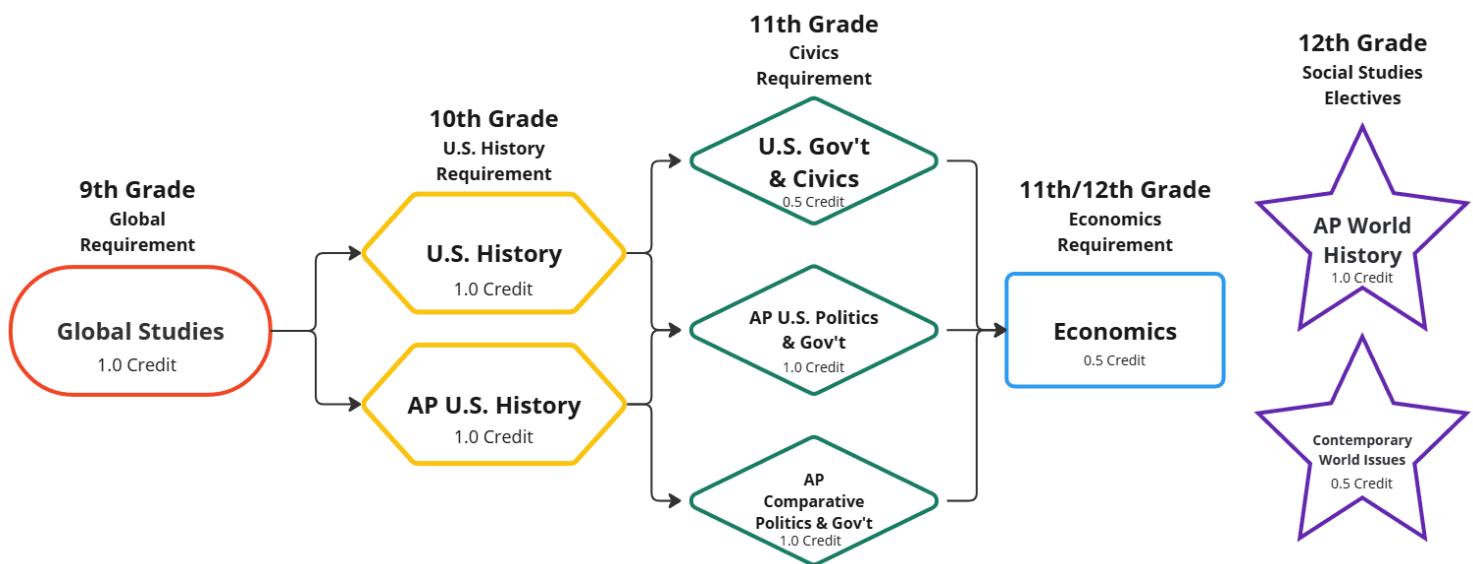 9th Grade
Global
Requirement
Global Studies
1.0 Credit
10th Grade
U.S. History
Requirement
U.S. History
1.0 Credit
AP U.S. History
1.0 Credit
11th Grade
Civics
Requirement
U.S. Gov't
& Civics
0.5 Credit
AP U.S. Politics
& Gov't
1.0 Credit
AP
Comparative
Politics & Gov't
1.0 Credit
11th/12th Grade
Economics
Requirement
Economics
0.5 Credit
12th Grade
Social Studies
Electives
AP World
History
1.0 Credit
Contemporary
World Issues
0.5 Credit